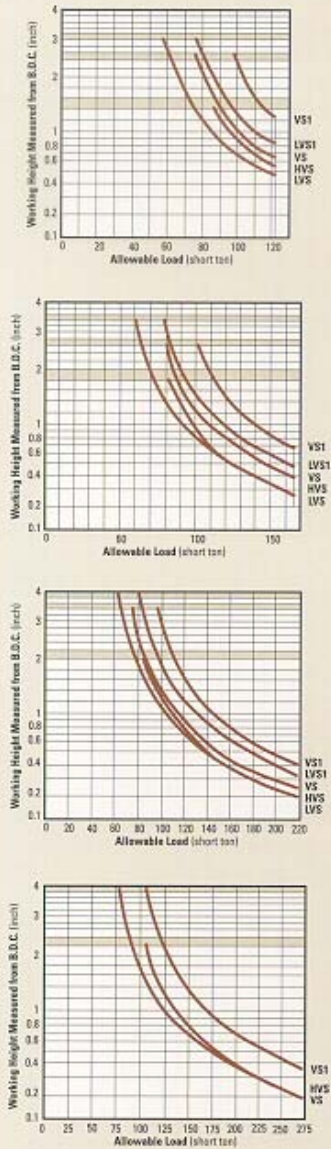 Working Height Measured from B.D.C. (inch)
4
3
2
1
0.8
0.6
0.4
0.2
0.1
VS1
LVS1
VS
HVS
LVS
0 20 40 60 80 100 120
Allowable Load (short ton)
Working Height Measured from B.D.C. (inch)
4
3
2
1
0.8
0.6
0.4
0.2
0.1
VS1
LVS1
VS
HVS
LVS
0 50 100 150
Allowable Load (short ton)
Working Height Measured from B.D.C. (inch)
4
3
2
1
0.8
0.6
0.4
0.2
0.1
VS1
LVS1
VS
HVS
LVS
0 20 40 60 80 100 120 140 160 180 200 220
Allowable Load (short ton)
Working Height Measured from B.D.C. (inch)
4
3
2
1
0.8
0.6
0.4
0.2
0.1
VS1
HVS
VS
0 25 50 75 100 125 150 175 200 225 250 275
Allowable Load (short ton)